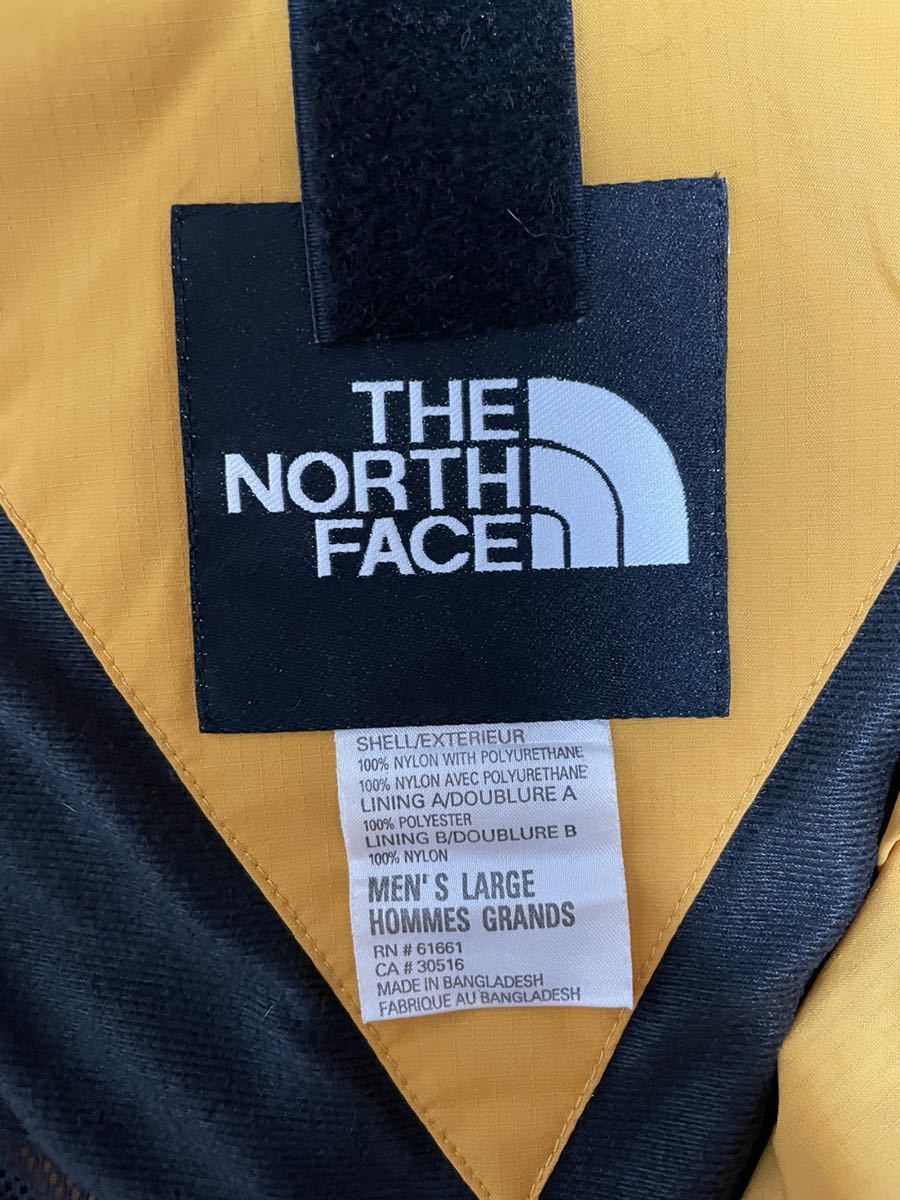 THE
NORTH
FACE
SHELL/EXTERIEUR
100% NYLON WITH POLYURETHANE
100% NYLON AVEC POLYURETHANE
LINING A/DOUBLURE A
100% POLYESTER
LINING B/DOUBLURE B
100% NYLON
MEN'S LARGE
HOMMES GRANDS
RN # 61661
CA # 30516
MADE IN BANGLADESH
FABRIQUE AU BANGLADESH